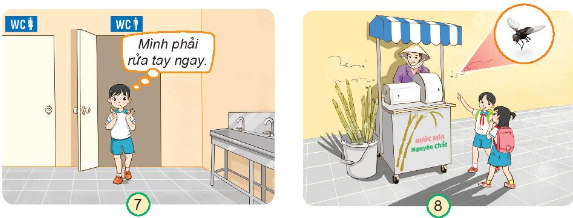 WC
WC
Mình phải
rửa tay ngay.
7
NƯỚC MÍA
Nguyên Chất
8